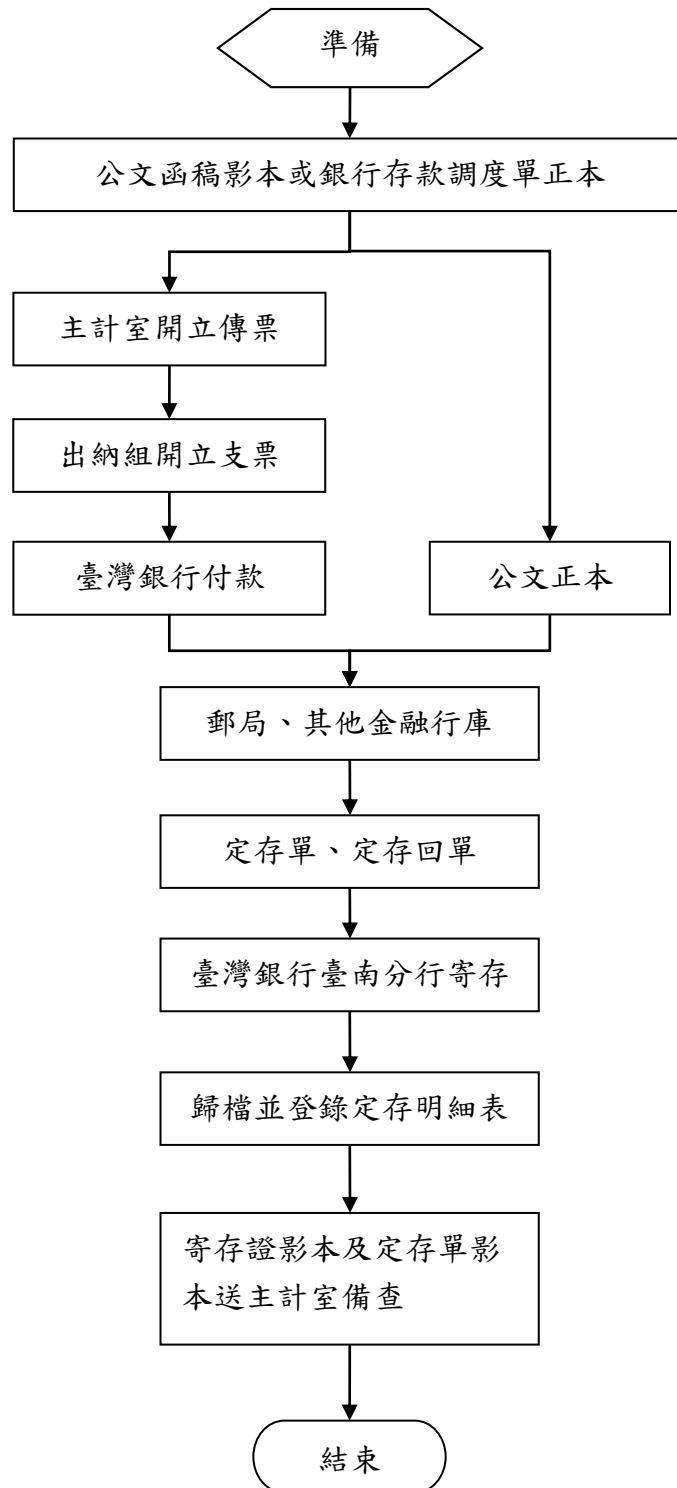 準備
公文函稿影本或銀行存款調度單正本
主計室開立傳票
出納組開立支票
臺灣銀行付款
公文正本
郵局、其他金融行庫
定存單、定存回單
臺灣銀行臺南分行寄存
歸檔並登錄定存明細表
寄存證影本及定存單影
本送主計室備查
結束